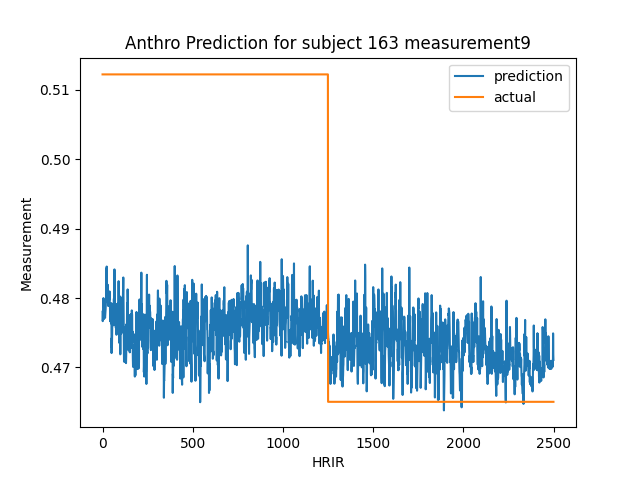 Anthro Prediction for subject 163 measurement9
prediction
actual
0.51
0.50
0.49
0.48
0.47
Measurement
0
500
1000
1500
2000
2500
HRIR